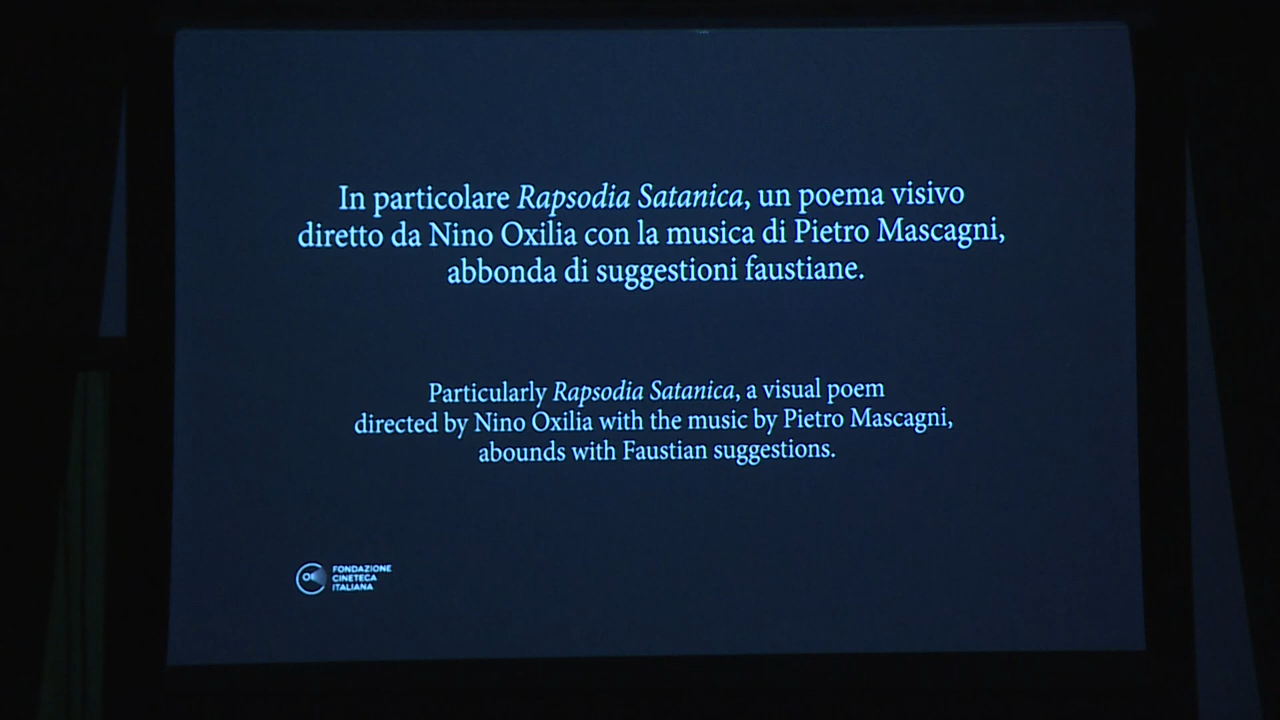 In particolare Rapsodia Satanica, un poema visivo
diretto da Nino Oxilia con la musica di Pietro Mascagni,
abbonda di suggestioni faustiane.
Particularly Rapsodia Satanica, a visual poem
directed by Nino Oxilia with the music by Pietro Mascagni,
abounds with Faustian suggestions.
FONDAZIONE
CINETECA
ITALIANA